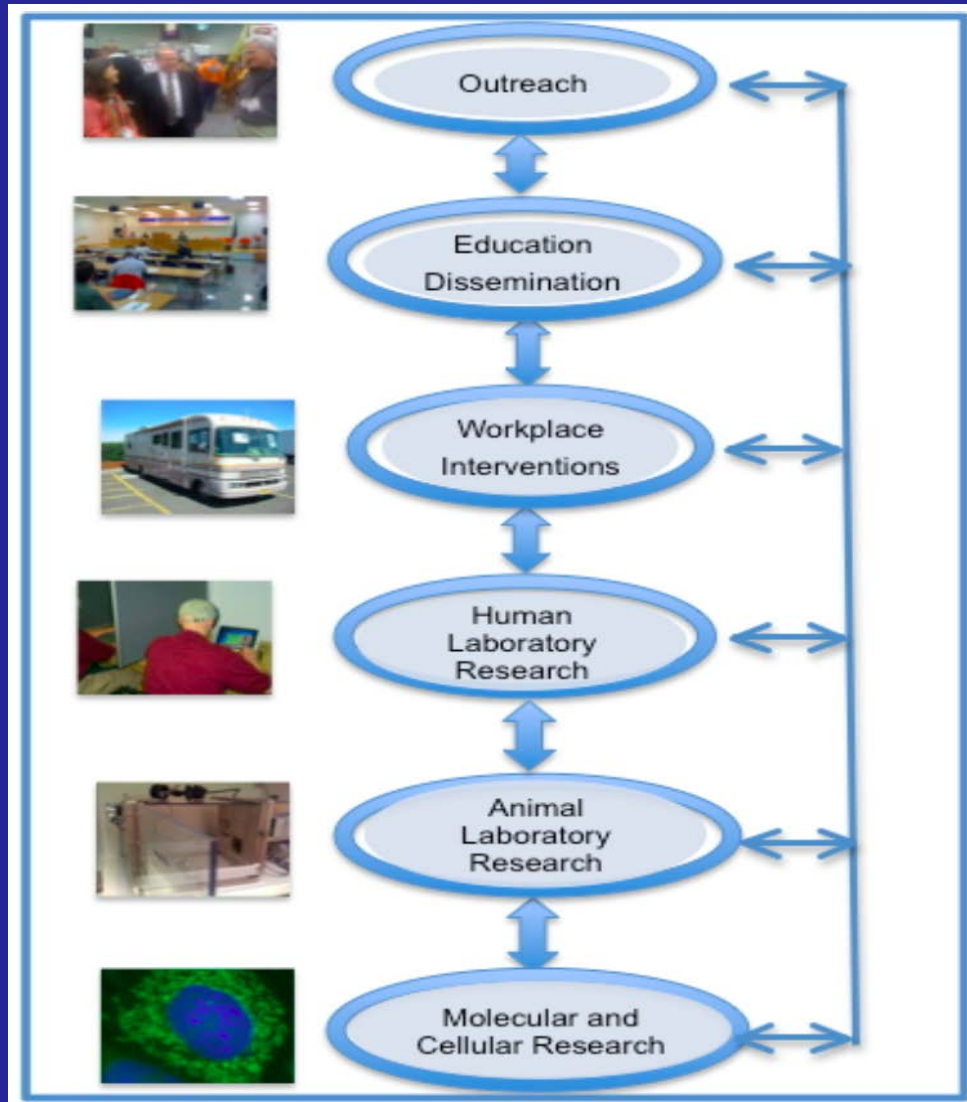 Outreach
Education
Dissemination
Workplace
Interventions
Human
Laboratory
Research
Animal
Laboratory
Research
Molecular and
Cellular Research